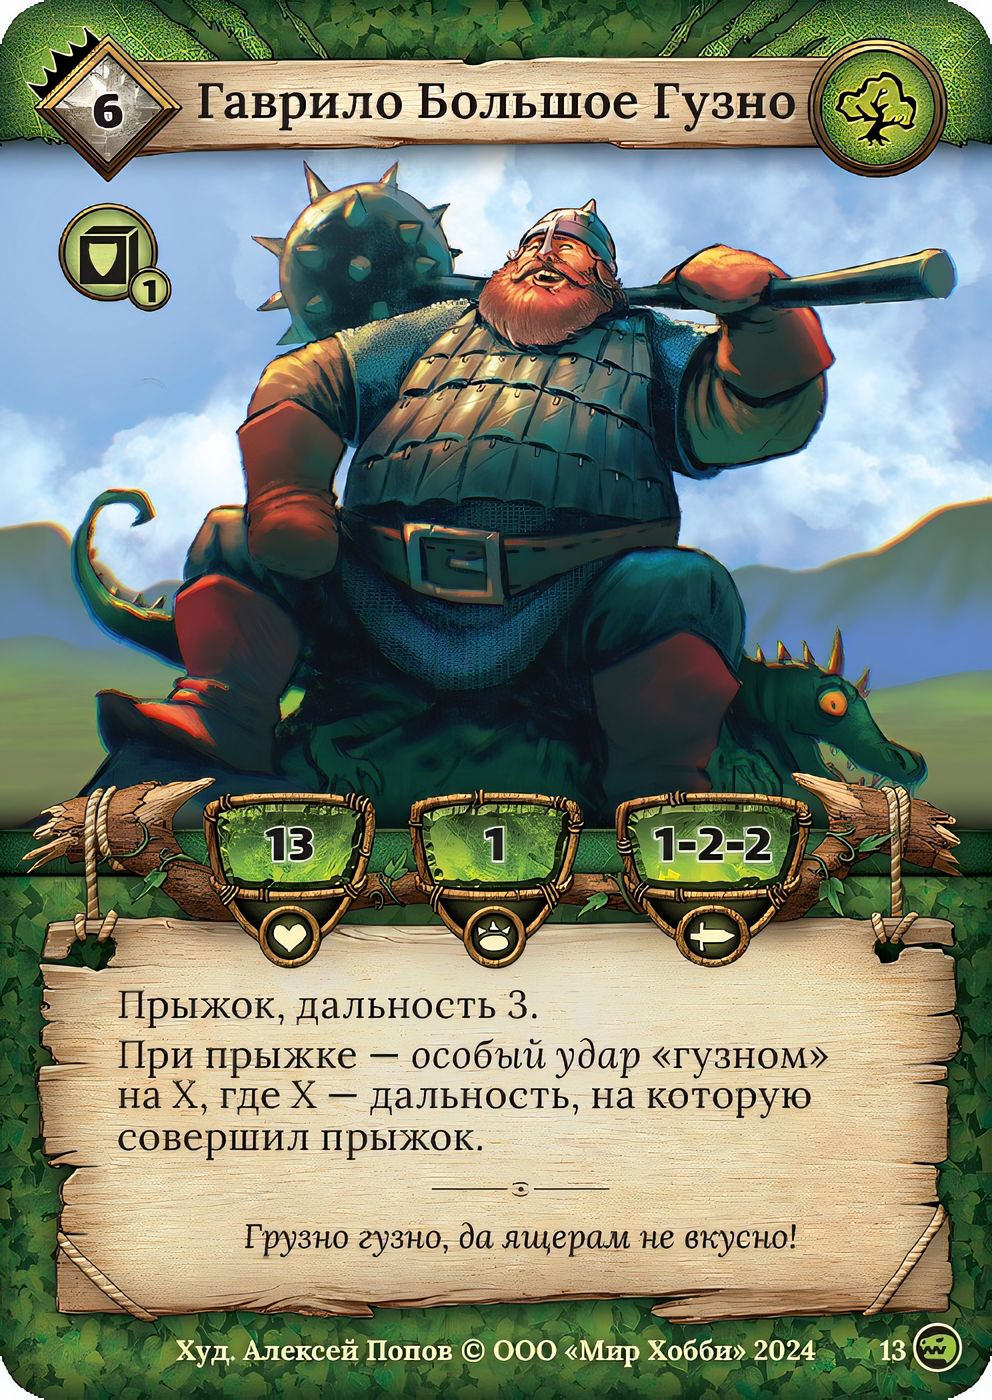 6
Гаврило Большое Гузно
1
13
1
1-2-2
Прыжок, дальность 3.
При прыжке — особый удар «гузном»
на X, где X — дальность, на которую
совершил прыжок.
Грузно гузно, да ящерам не вкусно!
Худ. Алексей Попов © ООО «Мир Хобби» 2024
13